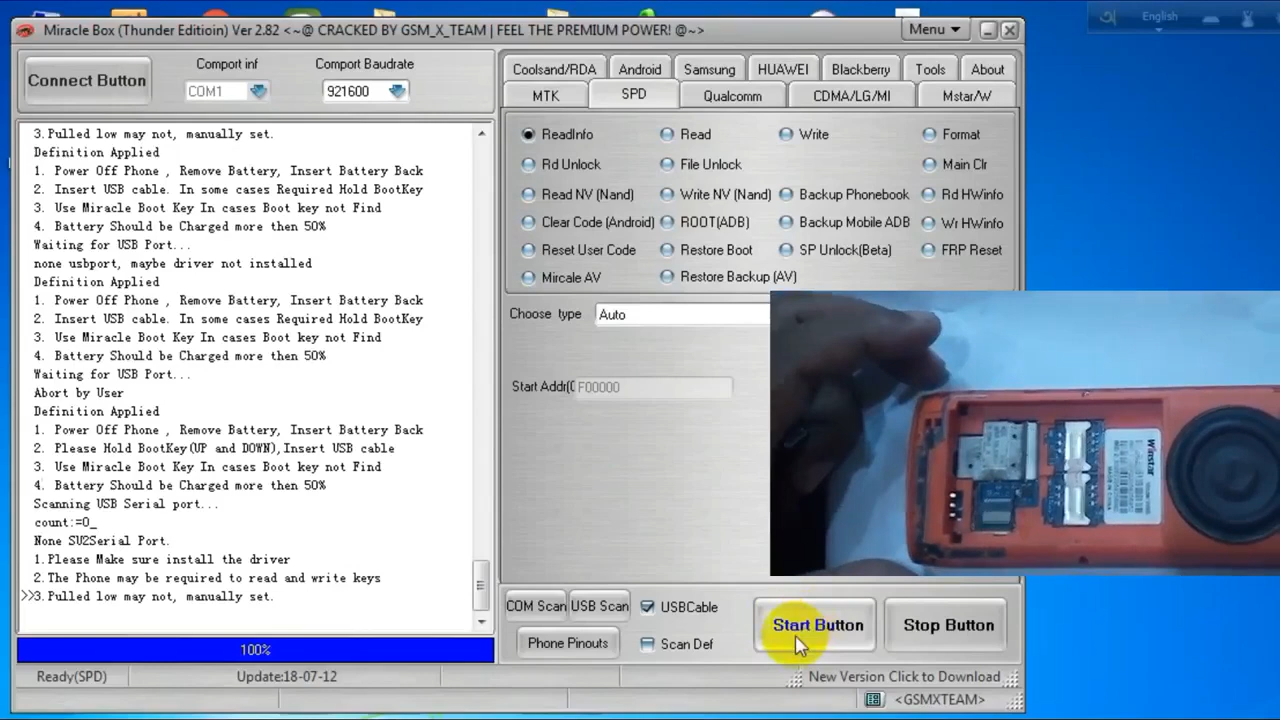 Miracle Box (Thunder Editioin) Ver 2.82 <~@ CRACKED BY GSM_X_TEAM | FEEL THE PREMIUM POWER! @~>
Menu
English
Connect Button
Comport inf
Comport Baudrate
COM1
921600
Coolsand/RDA
Android
Samsung
HUAWEI
Blackberry
Tools
About
MTK
SPD
Qualcomm
CDMA/LG/MI
Mstar/W
3.Pulled low may not, manually set.
Definition Applied
1. Power Off Phone , Remove Battery, Insert Battery Back
2. Insert USB cable. In some cases Required Hold BootKey
3. Use Miracle Boot Key In cases Boot key not Find
4. Battery Should be Charged more then 50%
Waiting for USB Port...
none usbport, maybe driver not installed
Definition Applied
1. Power Off Phone , Remove Battery, Insert Battery Back
2. Insert USB cable. In some cases Required Hold BootKey
3. Use Miracle Boot Key In cases Boot key not Find
4. Battery Should be Charged more then 50%
Waiting for USB Port...
Abort by User
Definition Applied
1. Power Off Phone , Remove Battery, Insert Battery Back
2. Please Hold BootKey(UP and DOWN),Insert USB cable
3. Use Miracle Boot Key In cases Boot key not Find
4. Battery Should be Charged more then 50%
Scanning USB Serial port...
count:=0_
None SU2Serial Port.
1.Please Make sure install the driver
2.The Phone may be required to read and write keys
>>3.Pulled low may not, manually set.
ReadInfo
Read
Write
Format
Rd Unlock
File Unlock
Main Clr
Read NV (Nand)
Write NV (Nand)
Backup Phonebook
Rd HWinfo
Clear Code (Android)
ROOT(ADB)
Backup Mobile ADB
Wr HWinfo
Reset User Code
Restore Boot
SP Unlock(Beta)
FRP Reset
Mircale AV
Restore Backup (AV)
Choose type
Auto
Start Addr(0
F00000
Winstar
COM Scan
USB Scan
USBCable
Phone Pinouts
Scan Def
Start Button
Stop Button
100%
Ready(SPD)
Update:18-07-12
New Version Click to Download
<GSMXTEAM>